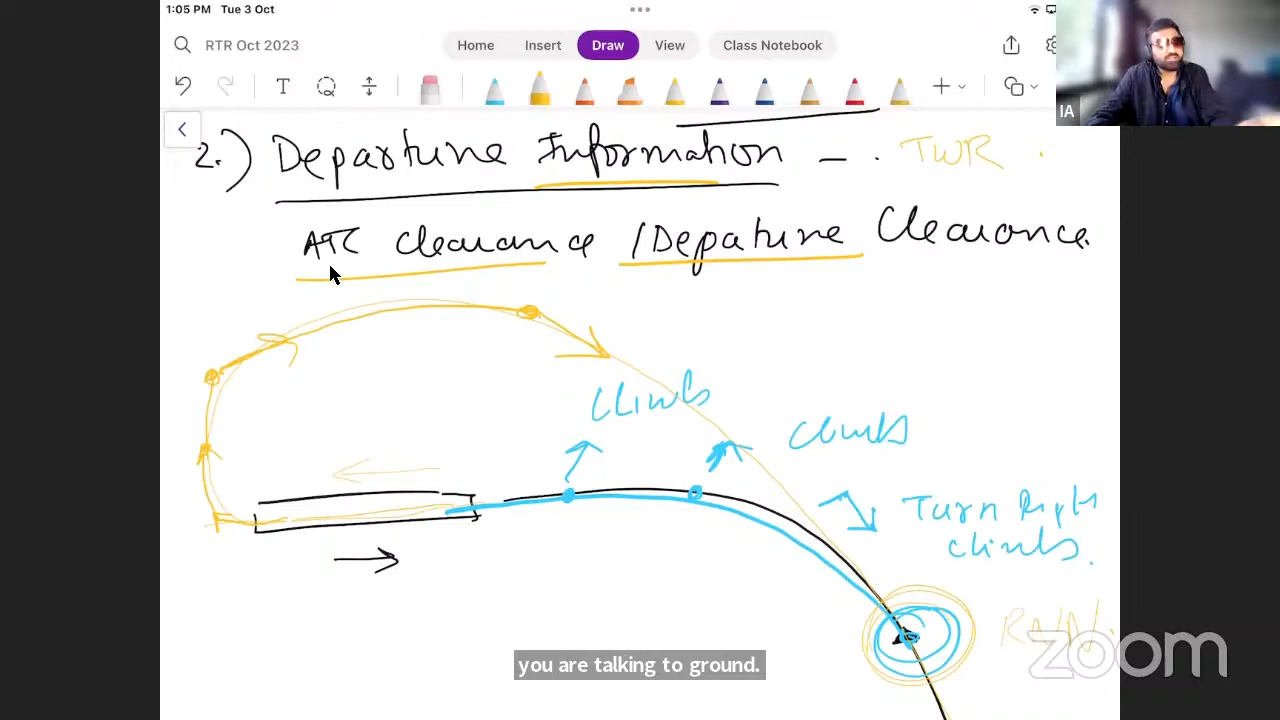 1:05 PM Tue 3 Oct
RTR Oct 2023
Home Insert Draw View Class Notebook
IA
2.) Departure Information - . TWR .
ATC Clearance / Depature Clearance.
Climb
Climb
Turn Right
climb.
you are talking to ground.
zoom